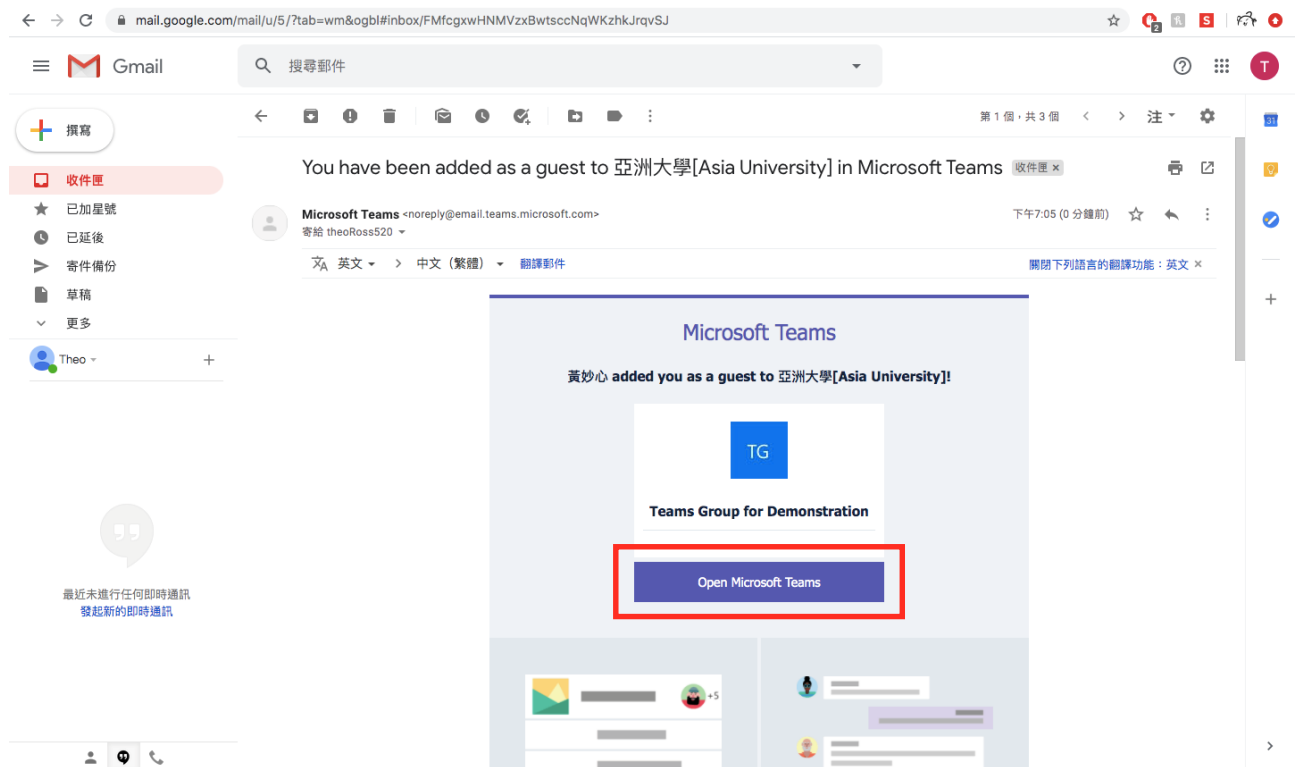 mail.google.com/mail/u/5/?tab=wm&ogbl#inbox/FMfcgxwHNMVzxBwtsccNqWKzhkJrqvSJ
2
S
Gmail
搜尋郵件
T
撰寫
第 1 個，共 3 個
注
31
收件匣
已加星號
已延後
寄件備份
草稿
更多
Theo
最近未進行任何即時通訊
發起新的即時通訊
You have been added as a guest to 亞洲大學[Asia University] in Microsoft Teams 收件匣 ×
Microsoft Teams <noreply@email.teams.microsoft.com>
下午7:05 (0 分鐘前)
寄給 theoRoss520
英文 > 中文（繁體） 翻譯郵件
關閉下列語言的翻譯功能：英文 ×
Microsoft Teams
黃妙心 added you as a guest to 亞洲大學[Asia University]!
TG
Teams Group for Demonstration
Open Microsoft Teams
+5